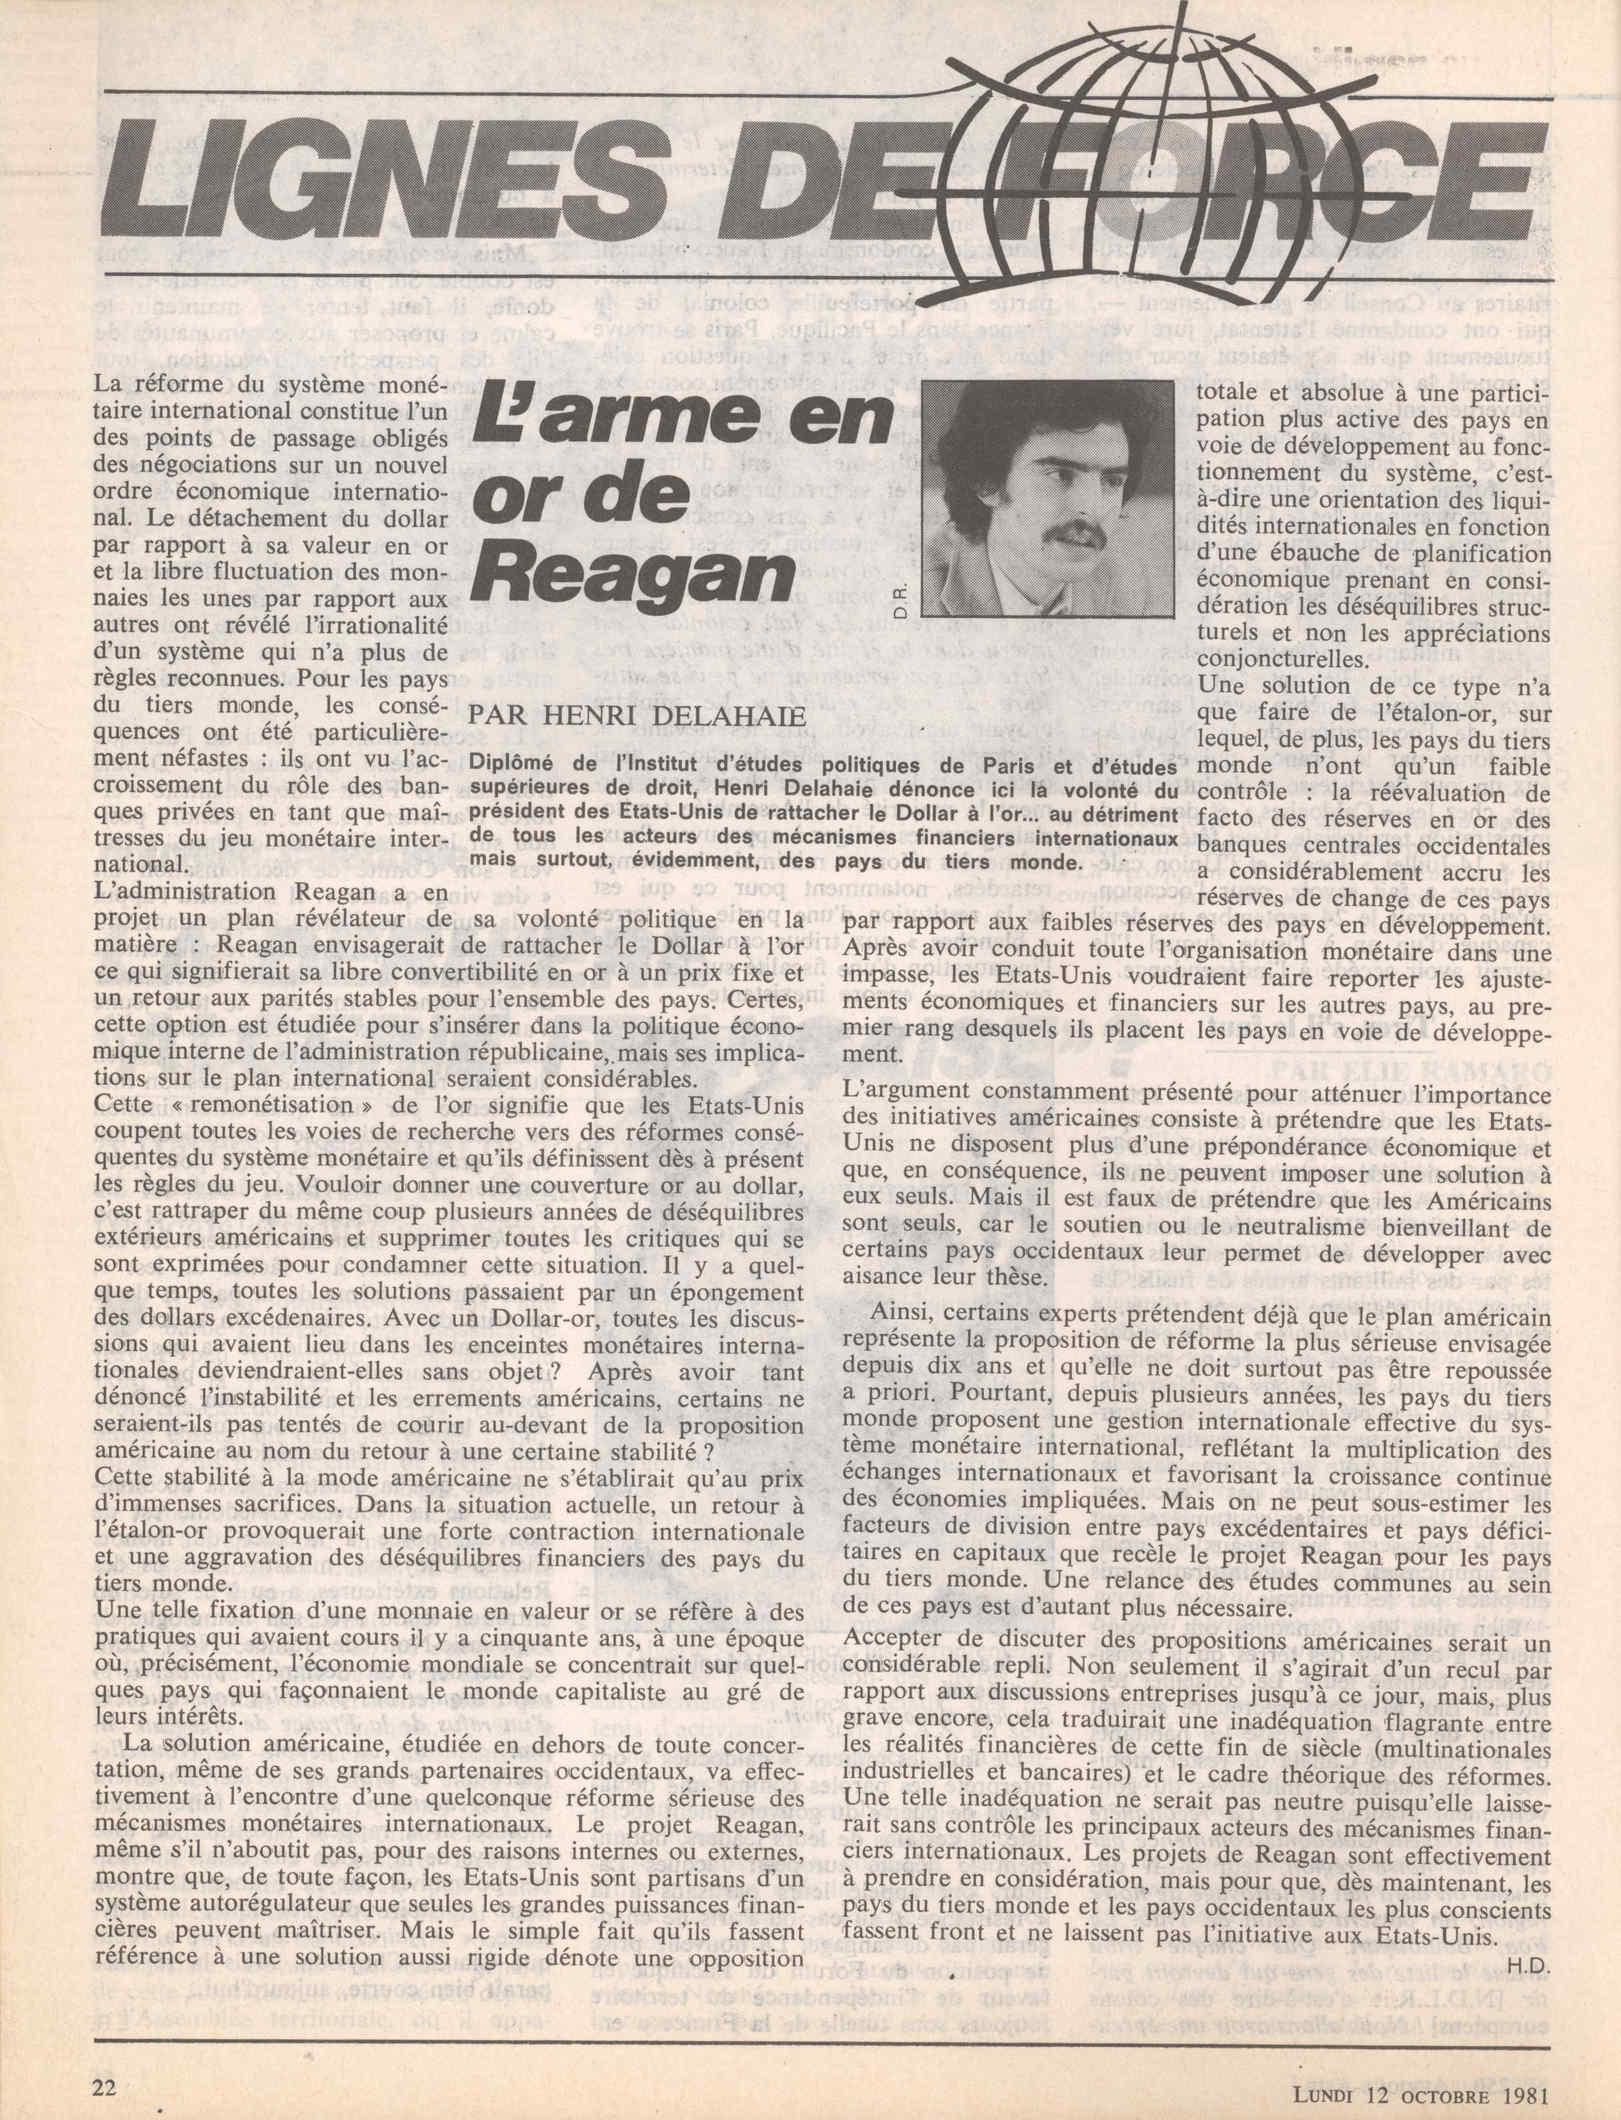 LIGNES DE FORCE
L'arme en
or de
Reagan
D.R.
PAR HENRI DELAHAIE
Diplômé de l'Institut d'études politiques de Paris et d'études
supérieures de droit, Henri Delahaie dénonce ici la volonté du
président des Etats-Unis de rattacher le Dollar à l'or... au détriment
de tous les acteurs des mécanismes financiers internationaux
mais surtout, évidemment, des pays du tiers monde.
La réforme du système moné-
taire international constitue l'un
des points de passage obligés
des négociations sur un nouvel
ordre économique internatio-
nal. Le détachement du dollar
par rapport à sa valeur en or
et la libre fluctuation des mon-
naies les unes par rapport aux
autres ont révélé l'irrationalité
d'un système qui n'a plus de
règles reconnues. Pour les pays
du tiers monde, les consé-
quences ont été particulière-
ment néfastes : ils ont vu l'ac-
croissement du rôle des ban-
ques privées en tant que maî-
tresses du jeu monétaire inter-
national.
L'administration Reagan a en
projet un plan révélateur de sa volonté politique en la
matière : Reagan envisagerait de rattacher le Dollar à l'or
ce qui signifierait sa libre convertibilité en or à un prix fixe et
un retour aux parités stables pour l'ensemble des pays. Certes,
cette option est étudiée pour s'insérer dans la politique écono-
mique interne de l'administration républicaine, mais ses implica-
tions sur le plan international seraient considérables.
Cette « remonétisation » de l'or signifie que les Etats-Unis
coupent toutes les voies de recherche vers des réformes consé-
quentes du système monétaire et qu'ils définissent dès à présent
les règles du jeu. Vouloir donner une couverture or au dollar,
c'est rattraper du même coup plusieurs années de déséquilibres
extérieurs américains et supprimer toutes les critiques qui se
sont exprimées pour condamner cette situation. Il y a quel-
que temps, toutes les solutions passaient par un épongement
des dollars excédenaires. Avec un Dollar-or, toutes les discus-
sions qui avaient lieu dans les enceintes monétaires interna-
tionales deviendraient-elles sans objet ? Après avoir tant
dénoncé l'instabilité et les errements américains, certains ne
seraient-ils pas tentés de courir au-devant de la proposition
américaine au nom du retour à une certaine stabilité ?
Cette stabilité à la mode américaine ne s'établirait qu'au prix
d'immenses sacrifices. Dans la situation actuelle, un retour à
l'étalon-or provoquerait une forte contraction internationale
et une aggravation des déséquilibres financiers des pays du
tiers monde.
Une telle fixation d'une monnaie en valeur or se réfère à des
pratiques qui avaient cours il y a cinquante ans, à une époque
où, précisément, l'économie mondiale se concentrait sur quel-
ques pays qui façonnaient le monde capitaliste au gré de
leurs intérêts.
La solution américaine, étudiée en dehors de toute concer-
tation, même de ses grands partenaires occidentaux, va effec-
tivement à l'encontre d'une quelconque réforme sérieuse des
mécanismes monétaires internationaux. Le projet Reagan,
même s'il n'aboutit pas, pour des raisons internes ou externes,
montre que, de toute façon, les Etats-Unis sont partisans d'un
système autorégulateur que seules les grandes puissances finan-
cières peuvent maîtriser. Mais le simple fait qu'ils fassent
référence à une solution aussi rigide dénote une opposition
totale et absolue à une partici-
pation plus active des pays en
voie de développement au fonc-
tionnement du système, c'est-
à-dire une orientation des liqui-
dités internationales en fonction
d'une ébauche de planification
économique prenant en consi-
dération les déséquilibres struc-
turels et non les appréciations
conjoncturelles.
Une solution de ce type n'a
que faire de l'étalon-or, sur
lequel, de plus, les pays du tiers
monde n'ont qu'un faible
contrôle : la réévaluation de
facto des réserves en or des
banques centrales occidentales
a considérablement accru les
réserves de change de ces pays
par rapport aux faibles réserves des pays en développement.
Après avoir conduit toute l'organisation monétaire dans une
impasse, les Etats-Unis voudraient faire reporter les ajuste-
ments économiques et financiers sur les autres pays, au pre-
mier rang desquels ils placent les pays en voie de développe-
ment.
L'argument constamment présenté pour atténuer l'importance
des initiatives américaines consiste à prétendre que les Etats-
Unis ne disposent plus d'une prépondérance économique et
que, en conséquence, ils ne peuvent imposer une solution à
eux seuls. Mais il est faux de prétendre que les Américains
sont seuls, car le soutien ou le neutralisme bienveillant de
certains pays occidentaux leur permet de développer avec
aisance leur thèse.
Ainsi, certains experts prétendent déjà que le plan américain
représente la proposition de réforme la plus sérieuse envisagée
depuis dix ans et qu'elle ne doit surtout pas être repoussée
a priori. Pourtant, depuis plusieurs années, les pays du tiers
monde proposent une gestion internationale effective du sys-
tème monétaire international, reflétant la multiplication des
échanges internationaux et favorisant la croissance continue
des économies impliquées. Mais on ne peut sous-estimer les
facteurs de division entre pays excédentaires et pays défici-
taires en capitaux que recèle le projet Reagan pour les pays
du tiers monde. Une relance des études communes au sein
de ces pays est d'autant plus nécessaire.
Accepter de discuter des propositions américaines serait un
considérable repli. Non seulement il s'agirait d'un recul par
rapport aux discussions entreprises jusqu'à ce jour, mais, plus
grave encore, cela traduirait une inadéquation flagrante entre
les réalités financières de cette fin de siècle (multinationales
industrielles et bancaires) et le cadre théorique des réformes.
Une telle inadéquation ne serait pas neutre puisqu'elle laisse-
rait sans contrôle les principaux acteurs des mécanismes finan-
ciers internationaux. Les projets de Reagan sont effectivement
à prendre en considération, mais pour que, dès maintenant, les
pays du tiers monde et les pays occidentaux les plus conscients
fassent front et ne laissent pas l'initiative aux Etats-Unis.
H.D.
22
LUNDI 12 OCTOBRE 1981